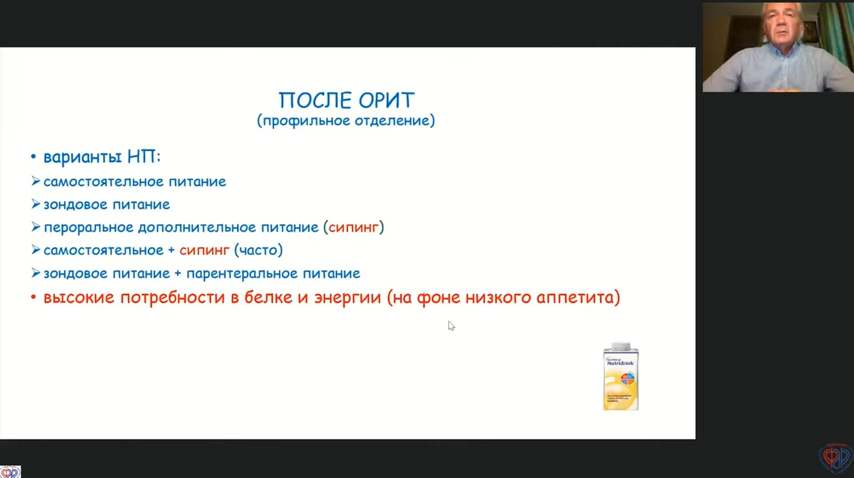 ПОСЛЕ ОРИТ
(профильное отделение)
• варианты НП:
➢ самостоятельное питание
➢ зондовое питание
➢ пероральное дополнительное питание (сипинг)
➢ самостоятельное + сипинг (часто)
➢ зондовое питание + парентеральное питание
• высокие потребности в белке и энергии (на фоне низкого аппетита)
Nutridrink